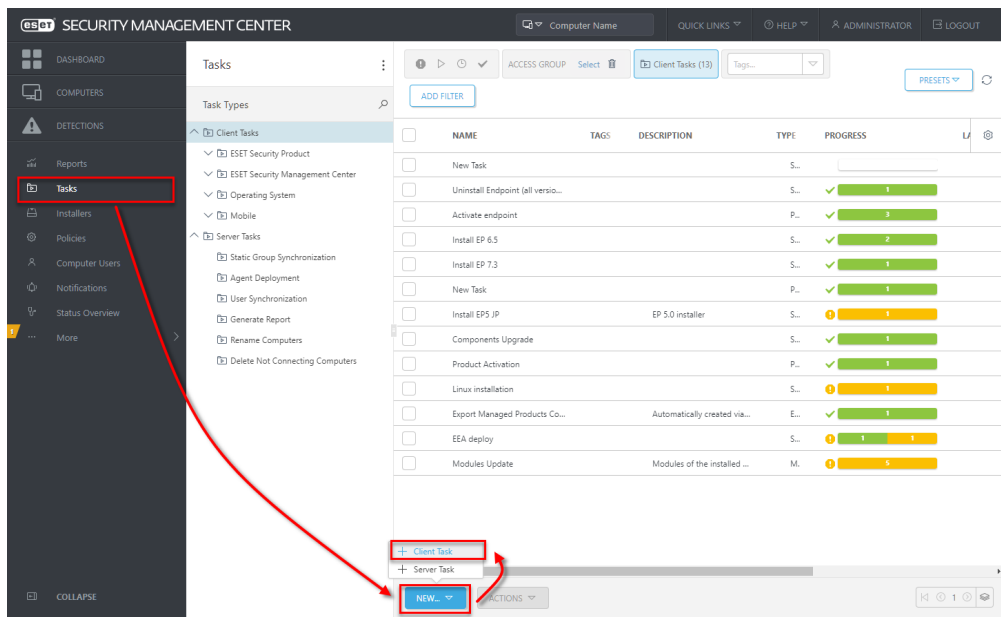 eset SECURITY MANAGEMENT CENTER
Computer Name
QUICK LINKS
HELP
ADMINISTRATOR
LOGOUT
DASHBOARD
COMPUTERS
DETECTIONS
Reports
Tasks
Installers
Policies
Computer Users
Notifications
Status Overview
1
... More
COLLAPSE
Tasks
Task Types
Client Tasks
ESET Security Product
ESET Security Management Center
Operating System
Mobile
Server Tasks
Static Group Synchronization
Agent Deployment
User Synchronization
Generate Report
Rename Computers
Delete Not Connecting Computers
ACCESS GROUP Select
Client Tasks (13)
Tags...
PRESETS
ADD FILTER
NAME TAGS DESCRIPTION TYPE PROGRESS LA
New Task S...
Uninstall Endpoint (all versio... S... 1
Activate endpoint P... 3
Install EP 6.5 S... 2
Install EP 7.3 S... 1
New Task P... 1
Install EP5 JP EP 5.0 installer S... 1
Components Upgrade S... 1
Product Activation P... 1
Linux installation S... 1
Export Managed Products Co... Automatically created via... E... 1
EEA deploy S... 1 1
Modules Update Modules of the installed ... M. 5
+ Client Task
+ Server Task
NEW...
ACTIONS
1